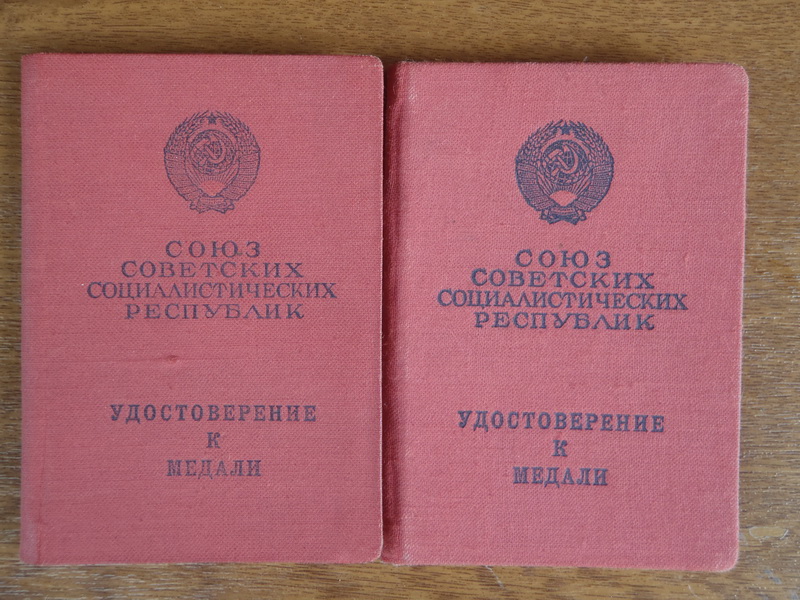 СОЮЗ
СОВЕТСКИХ
СОЦИАЛИСТИЧЕСКИХ
РЕСПУБЛИК
УДОСТОВЕРЕНИЕ
К
МЕДАЛИ
СОЮЗ
СОВЕТСКИХ
СОЦИАЛИСТИЧЕСКИХ
РЕСПУБЛИК
УДОСТОВЕРЕНИЕ
К
МЕДАЛИ